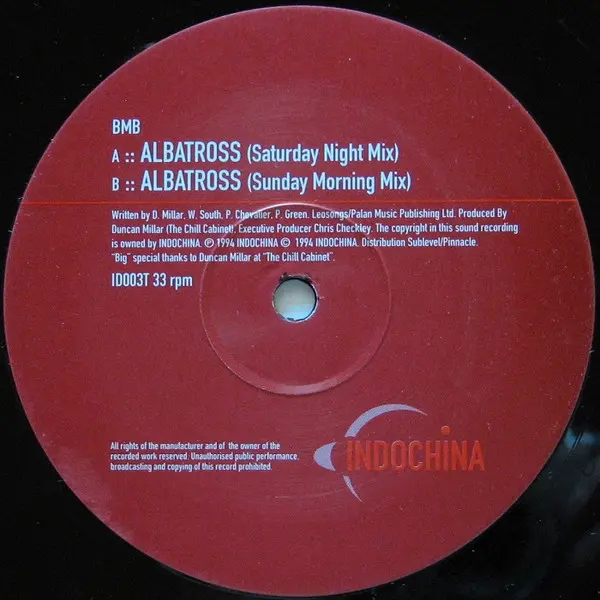 BMB
A :: ALBATROSS (Saturday Night Mix)
B :: ALBATROSS (Sunday Morning Mix)
Written by D. Millar, W. South, P. Chevalier, P. Green. Leosongs/Palan Music Publishing Ltd. Produced By
Duncan Millar (The Chill Cabinet). Executive Producer Chris Checkley. The copyright in this sound recording
is owned by INDOCHINA. ℗ 1994 INDOCHINA © 1994 INDOCHINA. Distribution Sublevel/Pinnacle.
"Big" special thanks to Duncan Millar at "The Chill Cabinet".
ID003T 33 rpm
All rights of the manufacturer and of the owner of the
recorded work reserved. Unauthorised public performance,
broadcasting and copying of this record prohibited.
INDOCHiNA